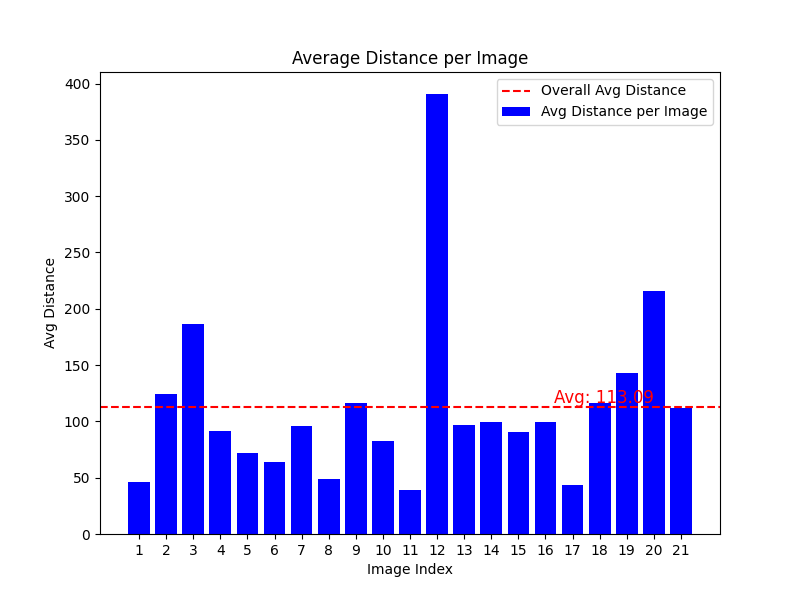 Average Distance per Image
Overall Avg Distance
Avg Distance per Image
400
350
300
250
200
150
100
50
0
Avg Distance
Avg: 113.09
1 2 3 4 5 6 7 8 9 10 11 12 13 14 15 16 17 18 19 20 21
Image Index